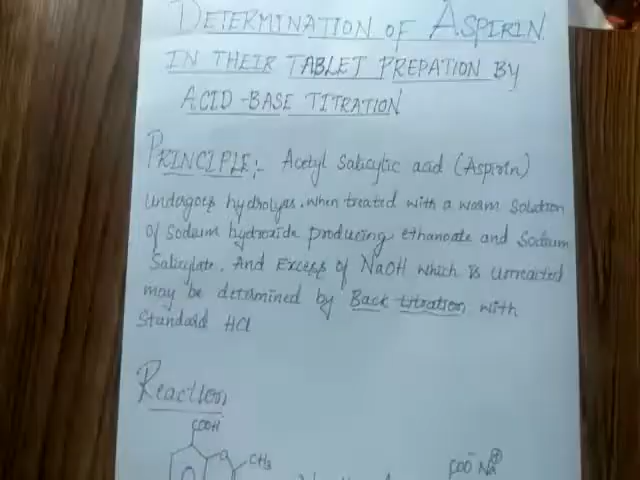 DETERMINATION OF ASPIRIN
IN THEIR TABLET PREPATION BY
ACID-BASE TITRATION
PRINCIPLE:- Acetyl Salicylic acid (Aspirin)
undergoes hydrolysis, when treated with a warm solution
of sodium hydroxide producing ethanoate and Sodium
Salicylate. And Excess of NaOH which is unreacted
may be detarmined by Back titration with
Standard HCl
Reaction
COOH
O
CH3
COO⁻ Na⊕